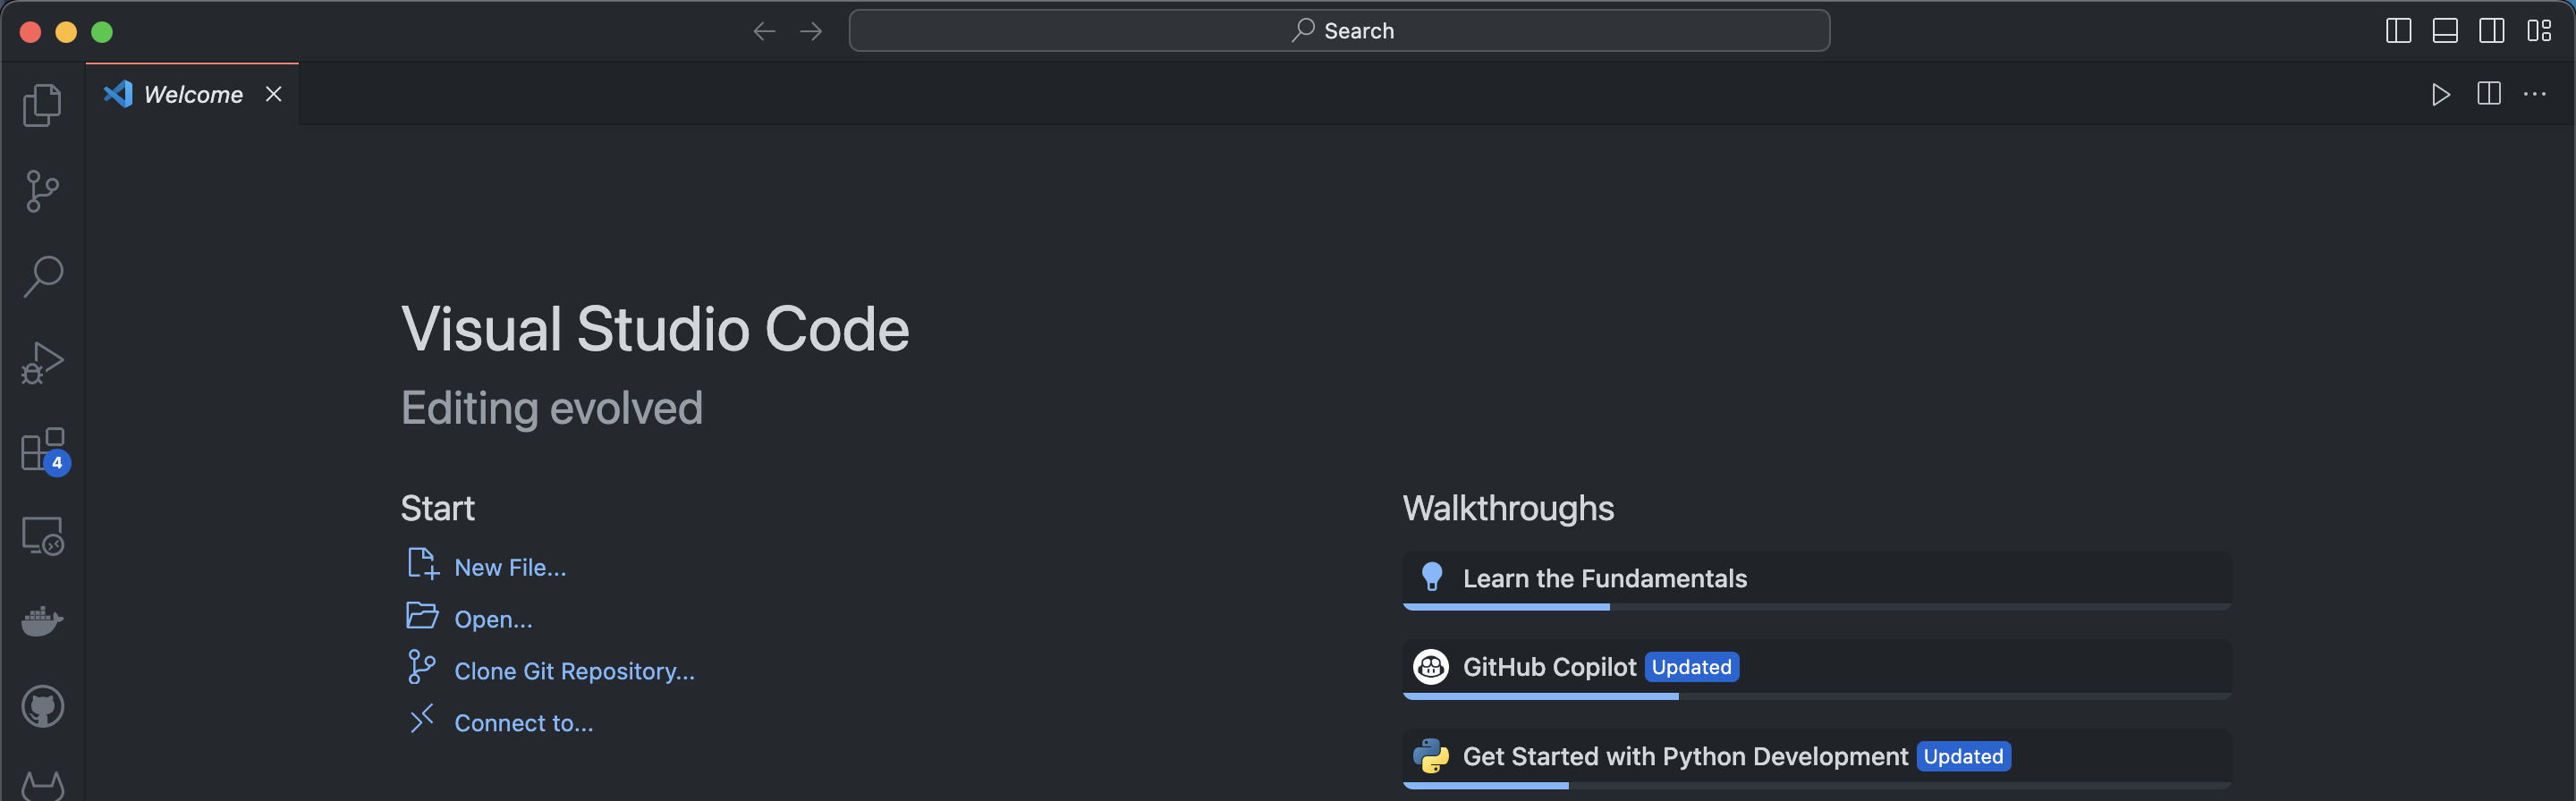 Search
Welcome
Visual Studio Code
Editing evolved
4
Start
New File...
Open...
Clone Git Repository...
Connect to...
Walkthroughs
Learn the Fundamentals
GitHub Copilot Updated
Get Started with Python Development Updated